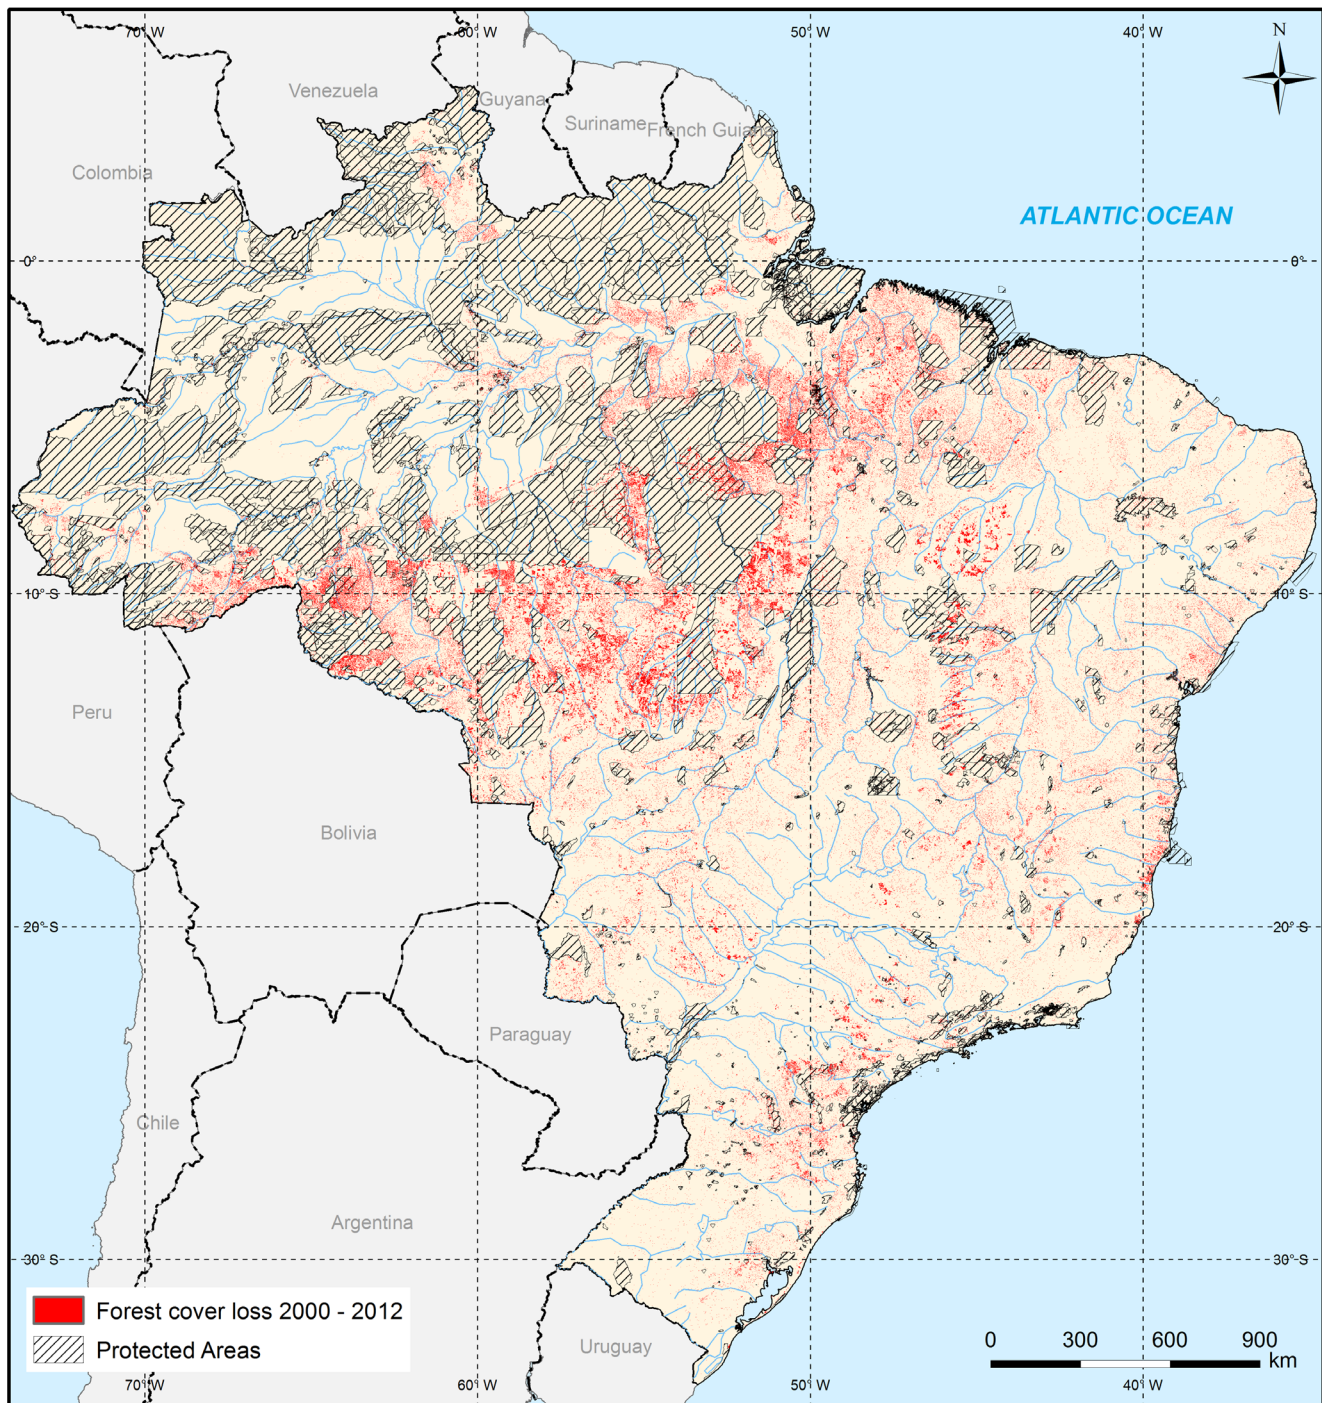 70° W
60° W
50° W
40° W
N
Venezuela
Guyana
Suriname
French Guiana
Colombia
ATLANTIC OCEAN
0°
0°
10° S
10° S
Peru
Bolivia
20° S
20° S
Paraguay
Chile
Argentina
30° S
30° S
Forest cover loss 2000 - 2012
Protected Areas
Uruguay
0 300 600 900
km
70° W
60° W
50° W
40° W